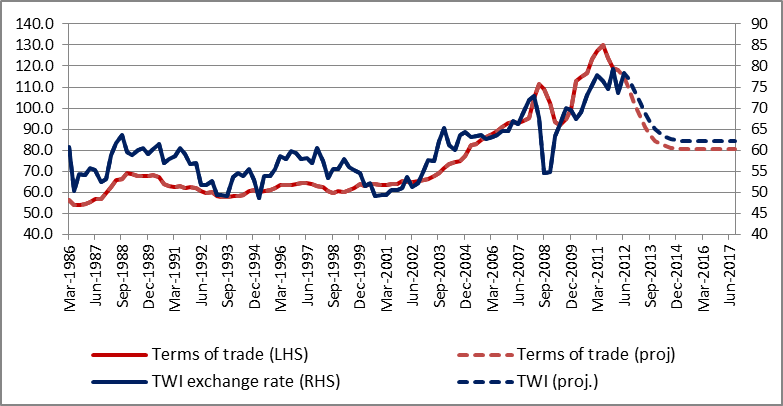 140.0
130.0
120.0
110.0
100.0
90.0
80.0
70.0
60.0
50.0
40.0
90
85
80
75
70
65
60
55
50
45
40
Mar-1986
Jun-1987
Sep-1988
Dec-1989
Mar-1991
Jun-1992
Sep-1993
Dec-1994
Mar-1996
Jun-1997
Sep-1998
Dec-1999
Mar-2001
Jun-2002
Sep-2003
Dec-2004
Mar-2006
Jun-2007
Sep-2008
Dec-2009
Mar-2011
Jun-2012
Sep-2013
Dec-2014
Mar-2016
Jun-2017
Terms of trade (LHS) Terms of trade (proj)
TWI exchange rate (RHS) TWI (proj.)